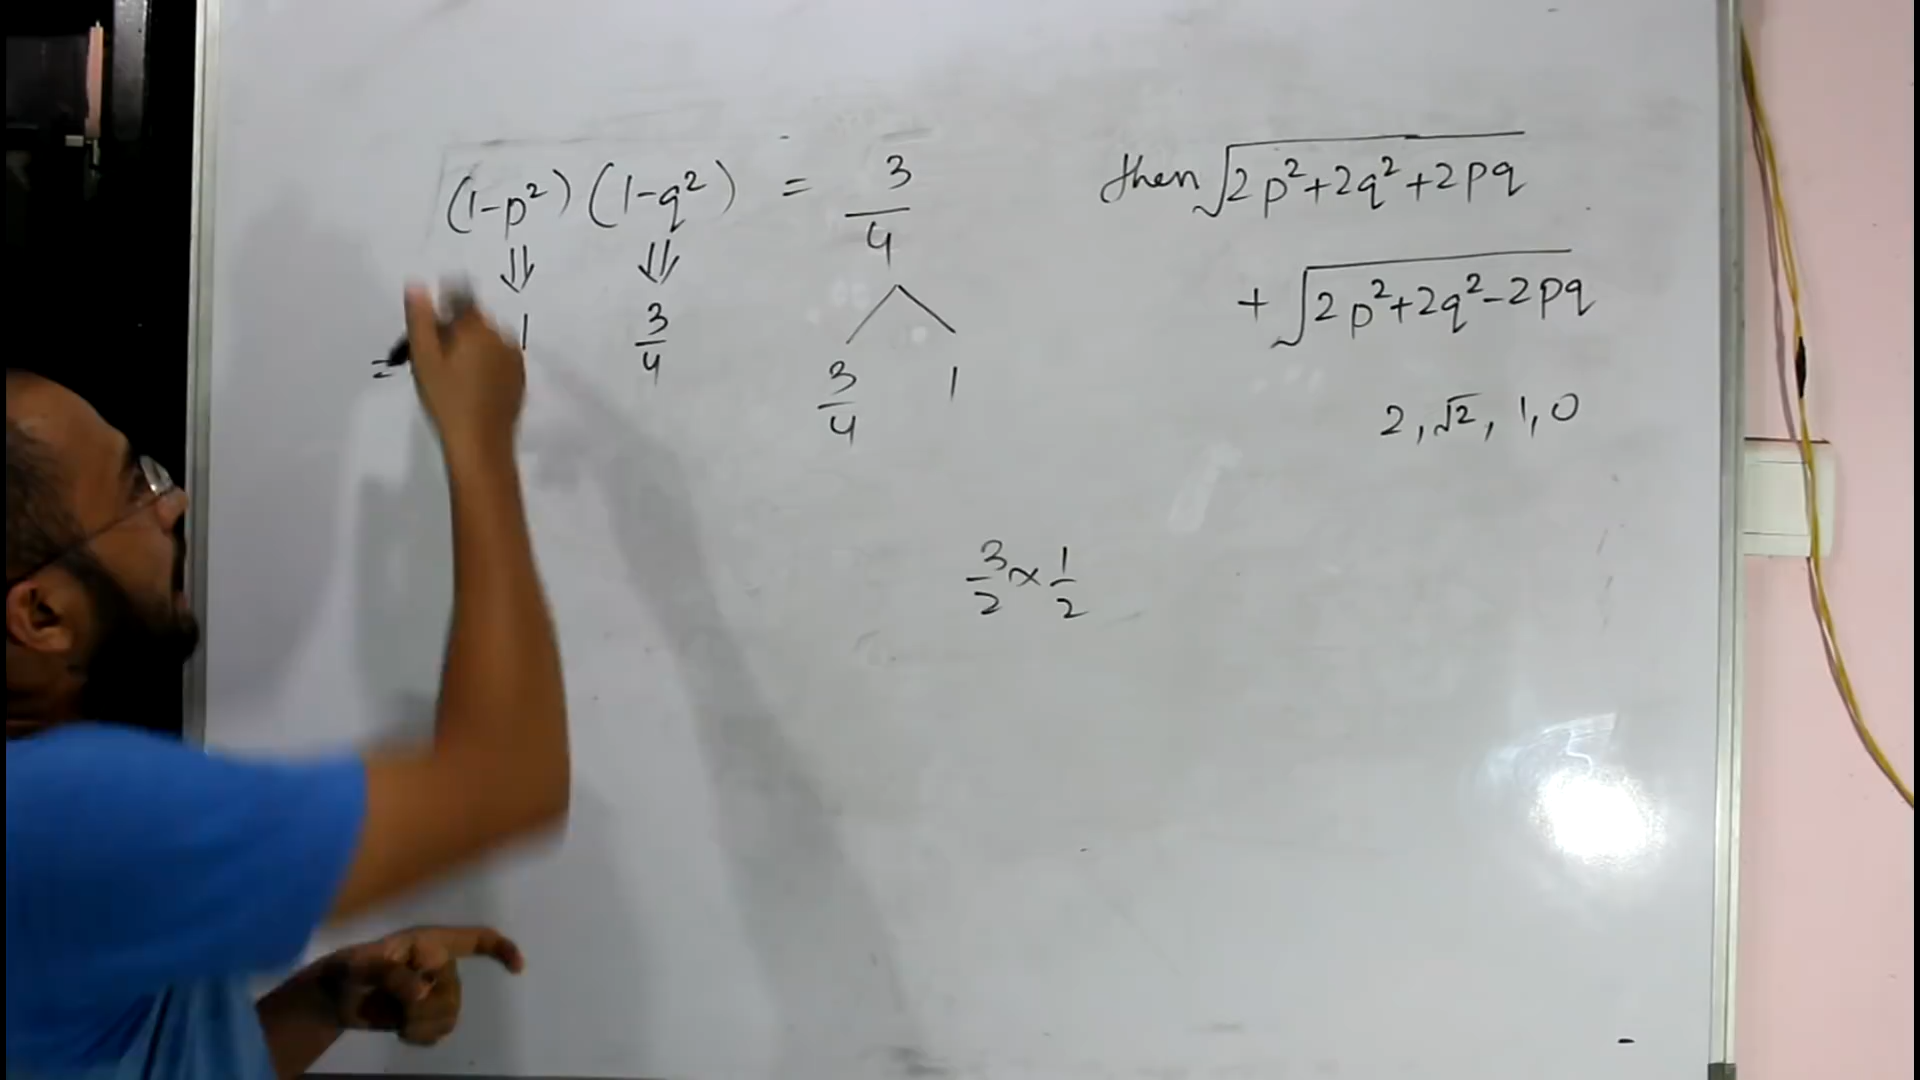 (1-p²)(1-q²) = 3/4
⇓ ⇓
= 1 3/4
3/4 1
then √(2p²+2q²+2pq)
+ √(2p²+2q²-2pq)
2, √2, 1, 0
3/2 × 1/2